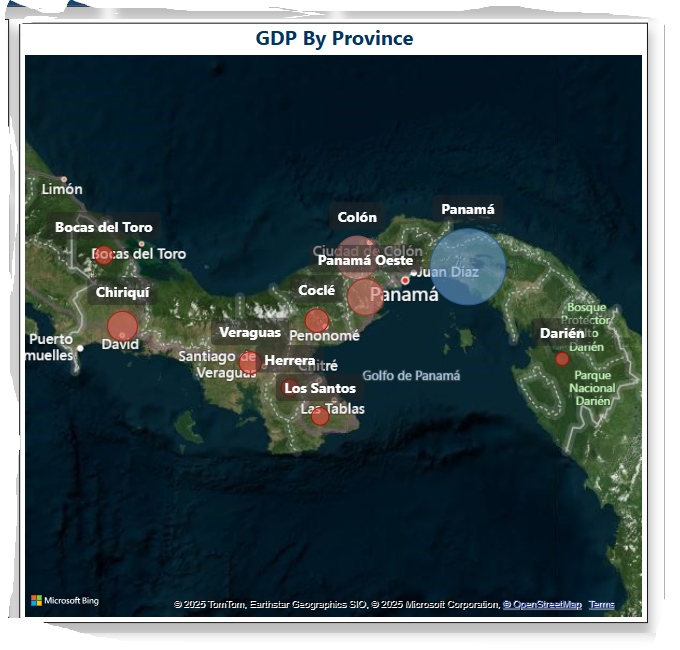 GDP By Province
Limón
Bocas del Toro
Bocas del Toro
Colón
Ciudad de Colón
Panamá
Panamá Oeste
Juan Díaz
Chiriquí
Coclé
Panamá
Bosque
Protector
Darién
Darién
Puerto
muelles
David
Veraguas
Penonomé
Santiago de
Veraguas
Herrera
Chitré
Golfo de Panamá
Parque
Nacional
Darién
Los Santos
Las Tablas
Microsoft Bing
© 2025 TomTom, Earthstar Geographics SIO, © 2025 Microsoft Corporation, © OpenStreetMap Terms